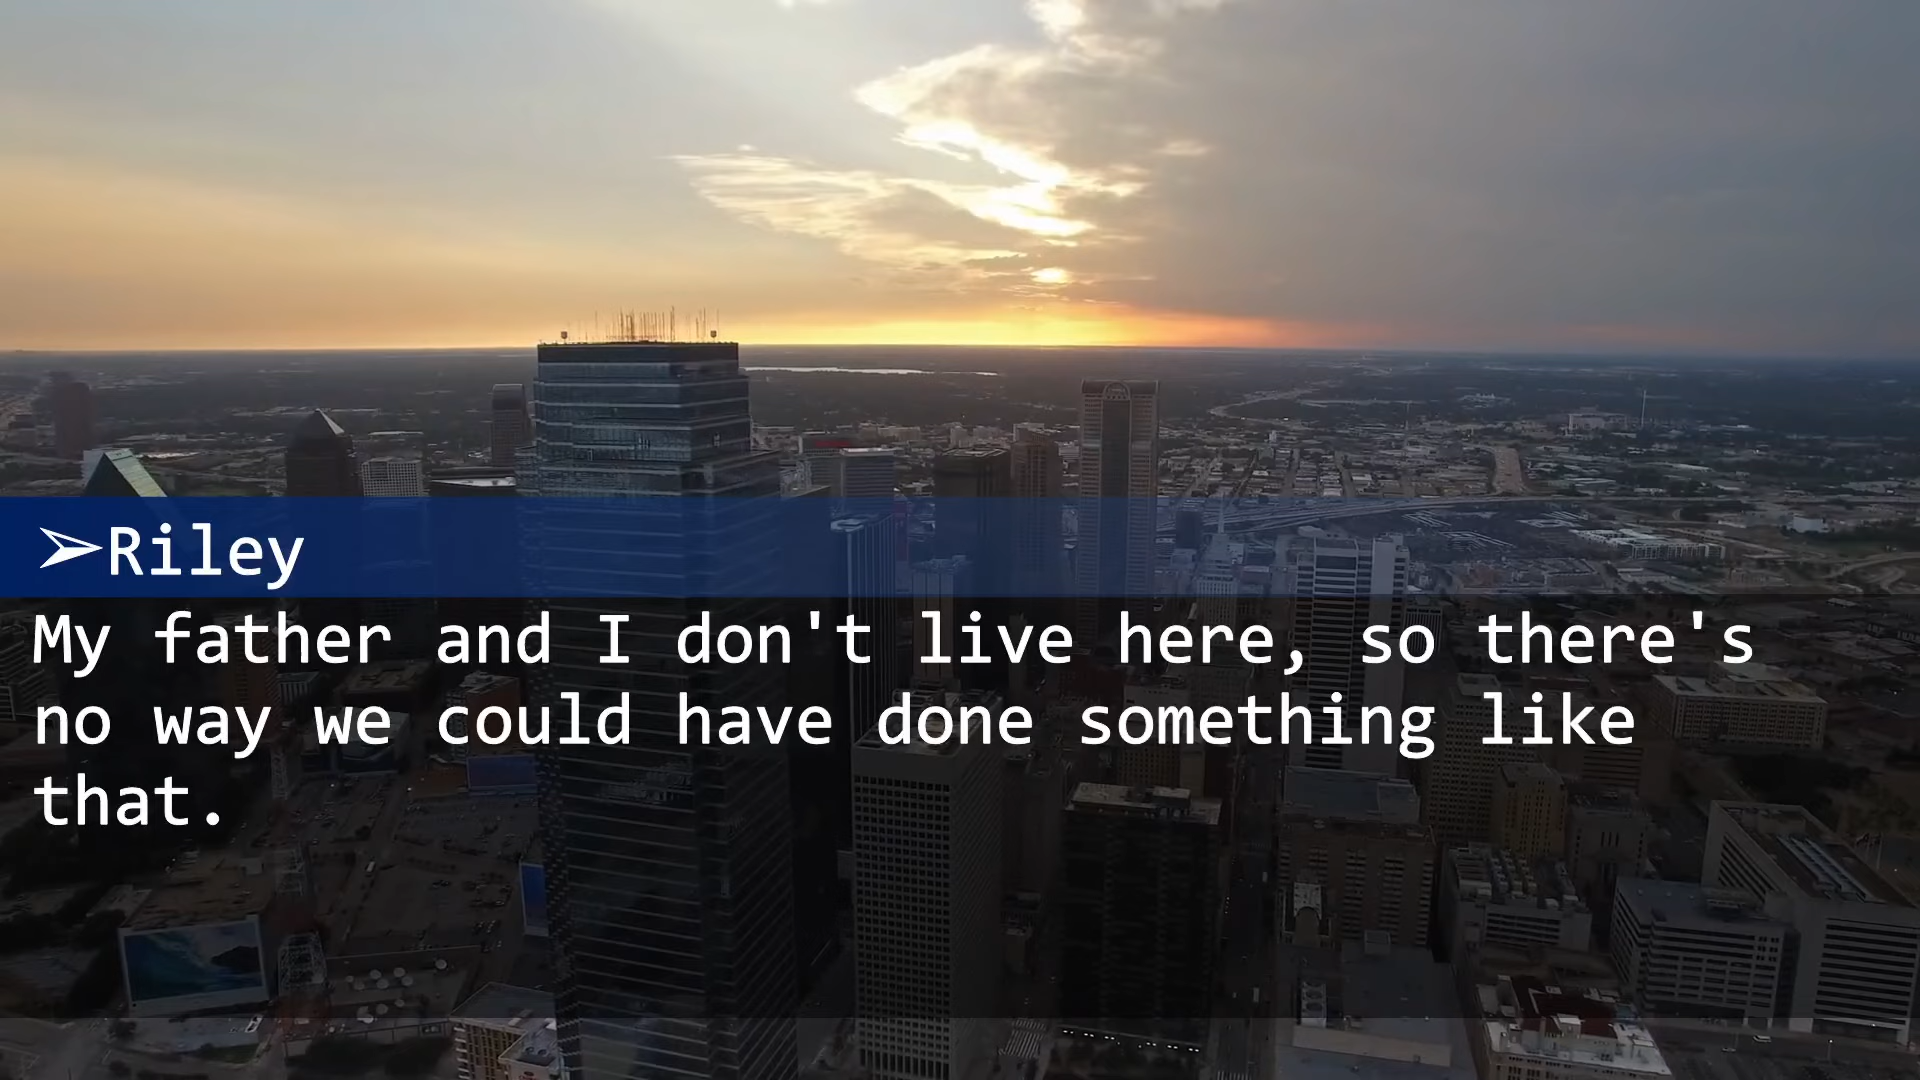 ➢Riley
My father and I don't live here, so there's
no way we could have done something like
that.